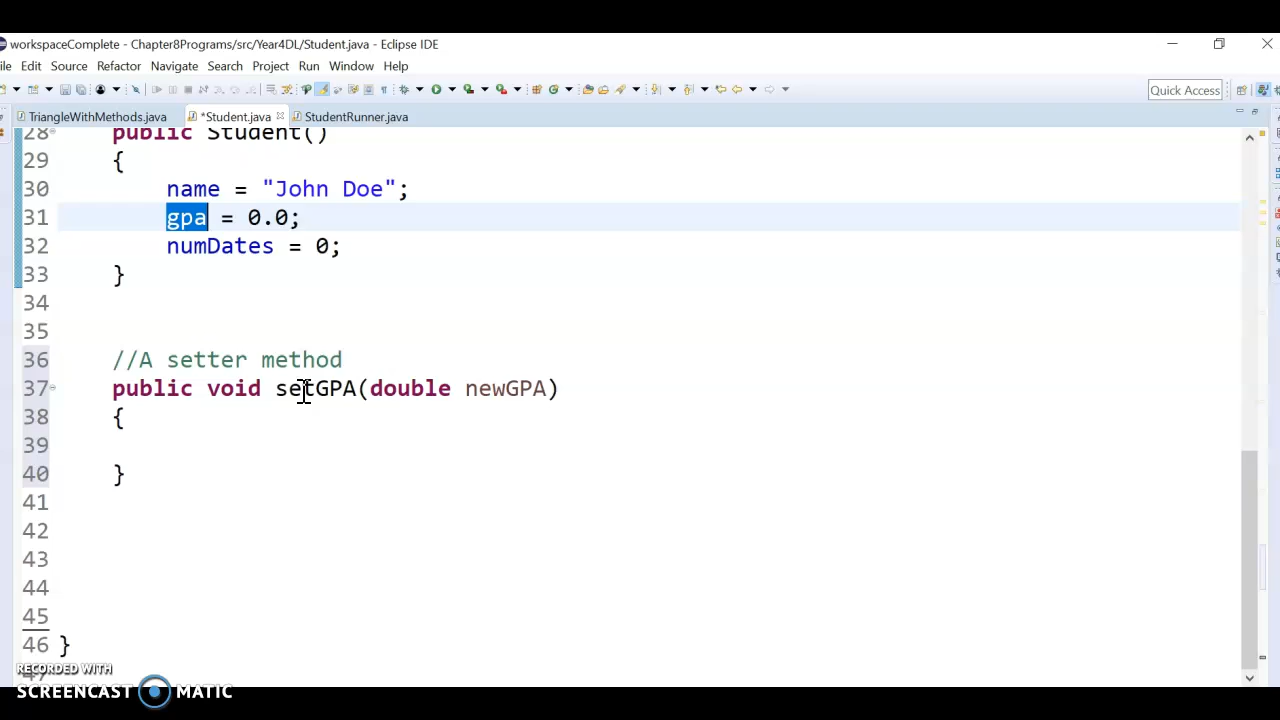 workspaceComplete - Chapter8Programs/src/Year4DL/Student.java - Eclipse IDE
ile Edit Source Refactor Navigate Search Project Run Window Help
Quick Access
TriangleWithMethods.java *Student.java StudentRunner.java
28 public Student()
29 {
30 name = "John Doe";
31 gpa = 0.0;
32 numDates = 0;
33 }
34
35
36 //A setter method
37 public void setGPA(double newGPA)
38 {
39
40 }
41
42
43
44
45
46 }
47
RECORDED WITH
SCREENCAST MATIC